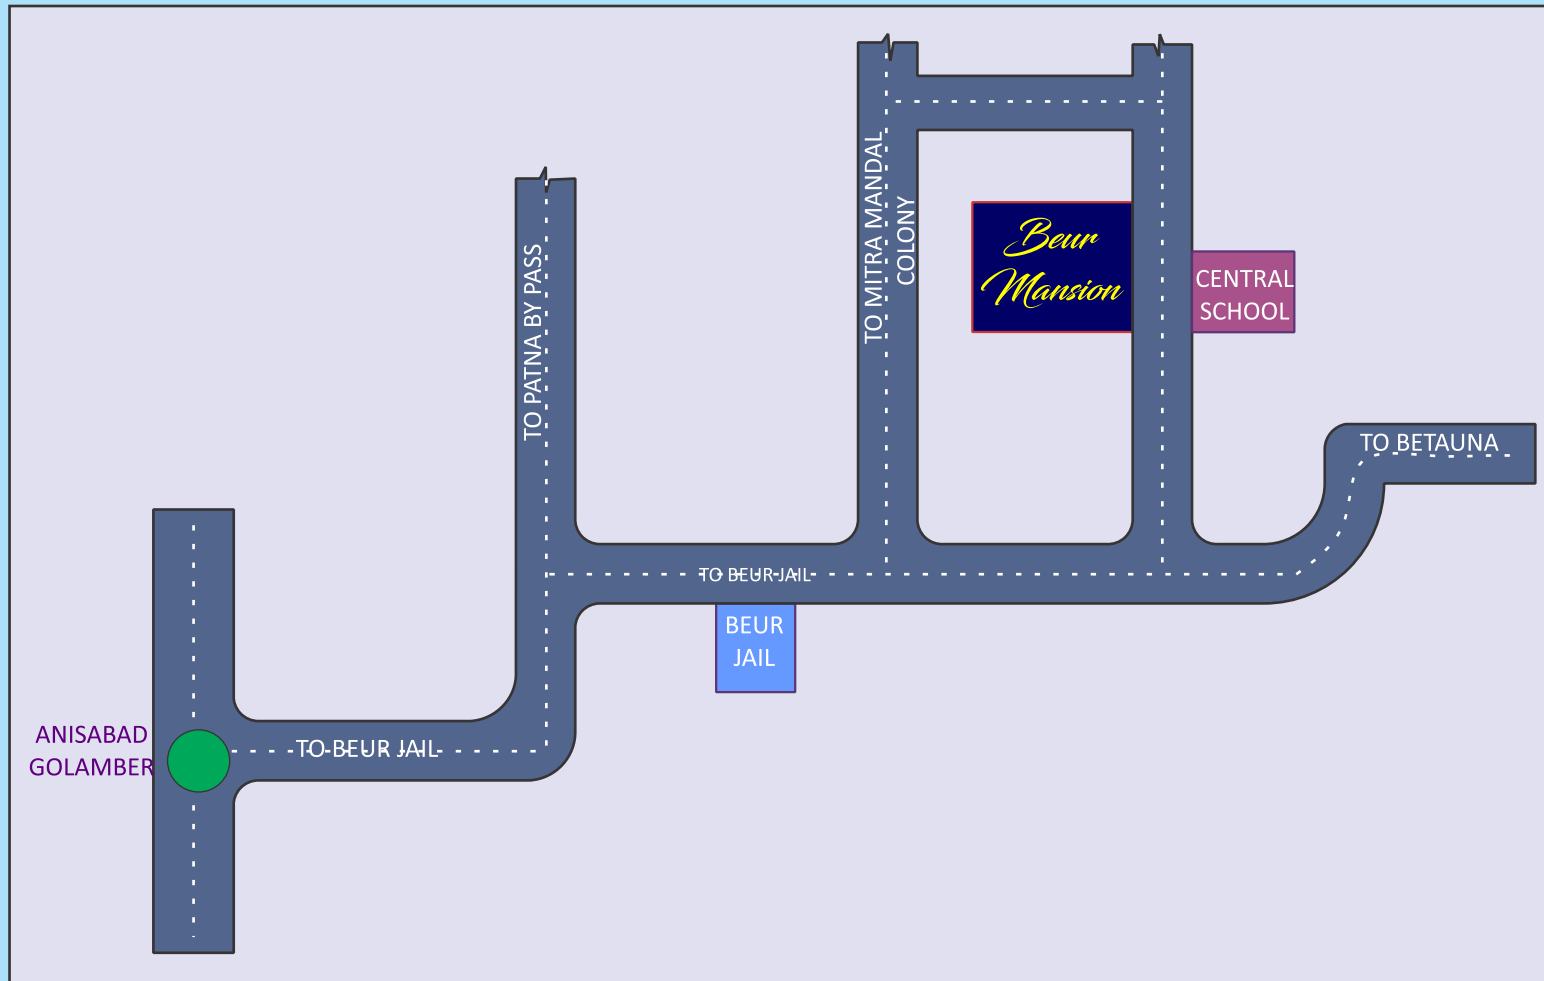 TO MITRA MANDAL
COLONY
Beur
Mansion
CENTRAL
SCHOOL
TO PATNA BY PASS
TO BETAUNA
TO BEUR JAIL
BEUR
JAIL
ANISABAD
GOLAMBER
TO BEUR JAIL